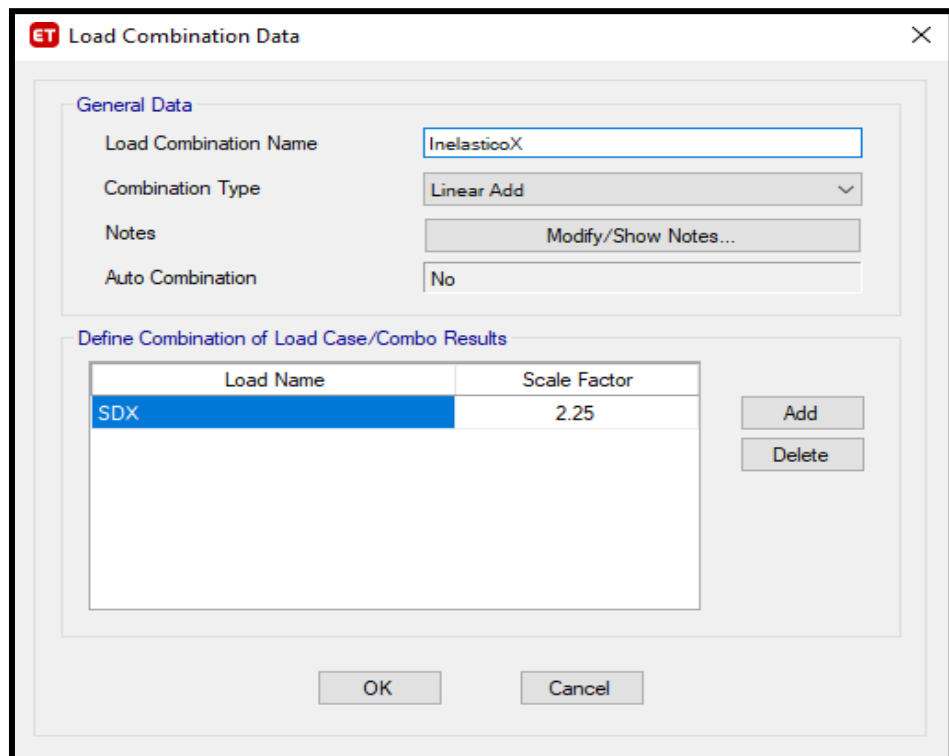 ET Load Combination Data
General Data
Load Combination Name InelasticoX
Combination Type Linear Add
Notes Modify/Show Notes...
Auto Combination No
Define Combination of Load Case/Combo Results
Load Name Scale Factor
SDX 2.25 Add
Delete
OK Cancel